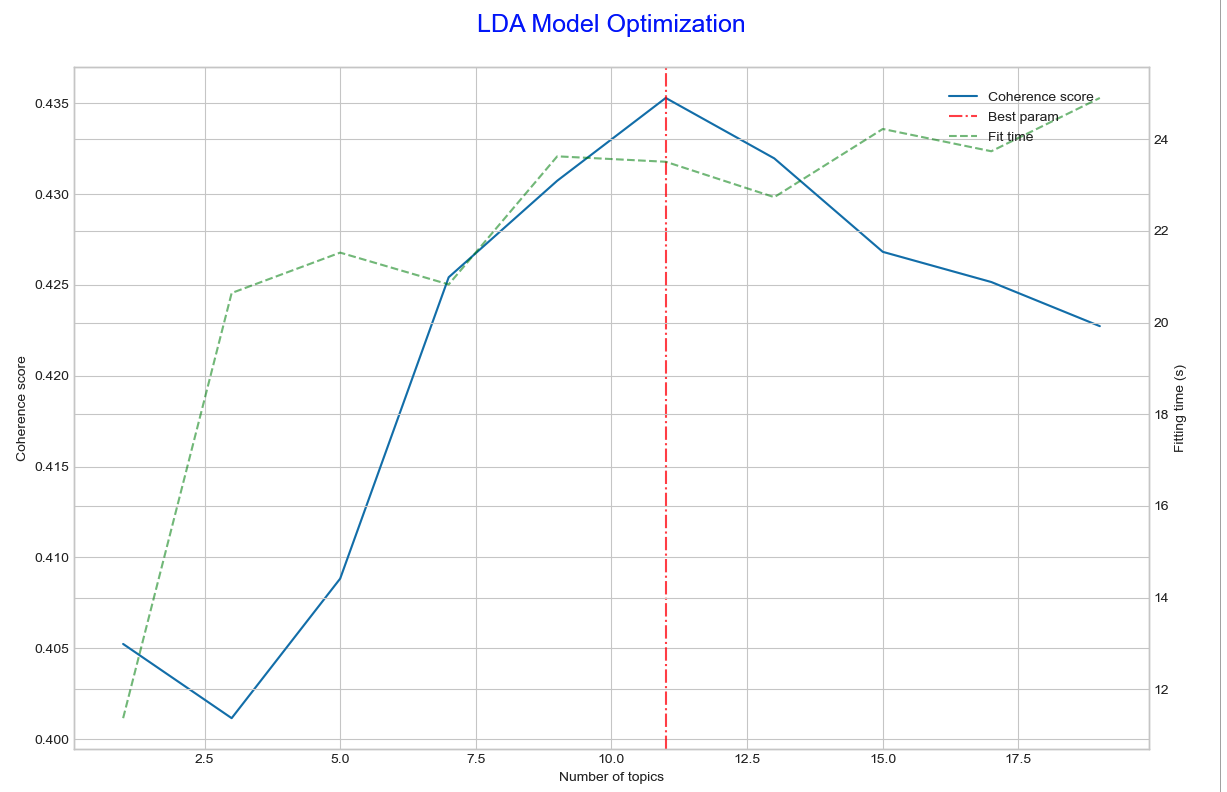 LDA Model Optimization
Coherence score
Best param
Fit time
0.435
0.430
0.425
0.420
0.415
0.410
0.405
0.400
Coherence score
24
22
20
18
16
14
12
Fitting time (s)
2.5 5.0 7.5 10.0 12.5 15.0 17.5
Number of topics